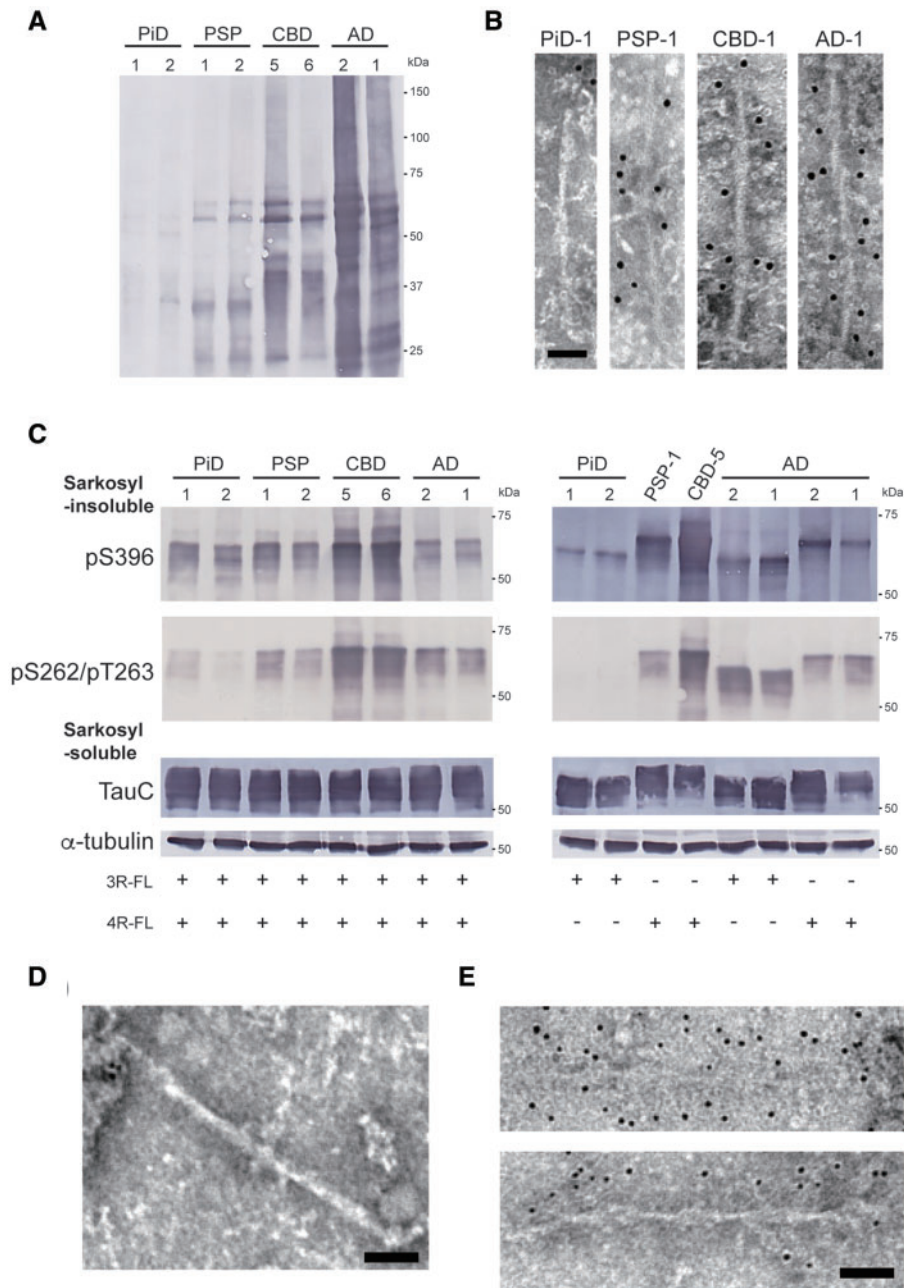 A
PiD PSP CBD AD
1 2 1 2 5 6 2 1 kDa
150
100
75
50
37
25
B
PiD-1 PSP-1 CBD-1 AD-1
C
PiD PSP CBD AD
Sarkosyl
-insoluble
1 2 1 2 5 6 2 1 kDa
75
pS396
50
75
pS262/pT263
50
Sarkosyl
-soluble
TauC
50
α-tubulin
50
3R-FL + + + + + + + +
4R-FL + + + + + + + +
PiD PSP-1 CBD-5 AD
1 2 2 1 2 1 kDa
75
50
75
50
50
50
+ + - - + + - -
- - + + - - + +
D
E